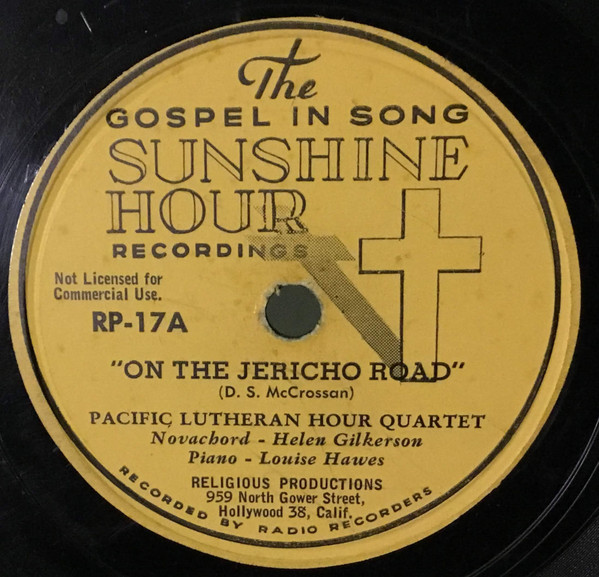 The
GOSPEL IN SONG
SUNSHINE
HOUR
RECORDINGS
Not Licensed for
Commercial Use.
RP-17A
"ON THE JERICHO ROAD"
(D. S. McCrossan)
PACIFIC LUTHERAN HOUR QUARTET
Novachord - Helen Gilkerson
Piano - Louise Hawes
RELIGIOUS PRODUCTIONS
959 North Gower Street,
Hollywood 38, Calif.
RECORDED BY RADIO RECORDERS